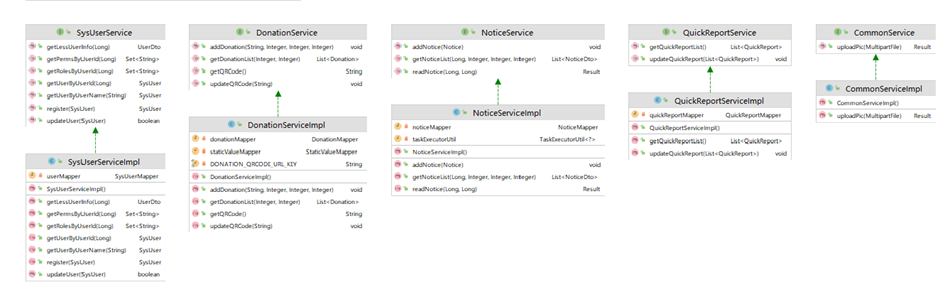 SysUserService
getLessUserInfo(Long) UserDto
getPermsByUserId(Long) Set<String>
getRolesByUserId(Long) Set<String>
getUserByUserId(Long) SysUser
getUserByUserName(String) SysUser
register(SysUser) SysUser
updateUser(SysUser) boolean
SysUserServiceImpl
userMapper SysUserMapper
SysUserServiceImpl()
getLessUserInfo(Long) UserDto
getPermsByUserId(Long) Set<String>
getRolesByUserId(Long) Set<String>
getUserByUserId(Long) SysUser
getUserByUserName(String) SysUser
register(SysUser) SysUser
updateUser(SysUser) boolean
DonationService
addDonation(String, Integer, Integer, Integer) void
getDonationList(Integer, Integer) List<Donation>
getQRCode() String
updateQRCode(String) void
DonationServiceImpl
donationMapper DonationMapper
staticValueMapper StaticValueMapper
DONATION_QRCODE_URL_KEY String
DonationServiceImpl()
addDonation(String, Integer, Integer, Integer) void
getDonationList(Integer, Integer) List<Donation>
getQRCode() String
updateQRCode(String) void
NoticeService
addNotice(Notice) void
getNoticeList(Long, Integer, Integer, Integer) List<NoticeDto>
readNotice(Long, Long) Result
NoticeServiceImpl
noticeMapper NoticeMapper
taskExecutorUtil TaskExecutorUtil<?>
NoticeServiceImpl()
addNotice(Notice) void
getNoticeList(Long, Integer, Integer, Integer) List<NoticeDto>
readNotice(Long, Long) Result
QuickReportService
getQuickReportList() List<QuickReport>
updateQuickReport(List<QuickReport>) void
QuickReportServiceImpl
quickReportMapper QuickReportMapper
QuickReportServiceImpl()
getQuickReportList() List<QuickReport>
updateQuickReport(List<QuickReport>) void
CommonService
uploadPic(MultipartFile) Result
CommonServiceImpl
CommonServiceImpl()
uploadPic(MultipartFile) Result